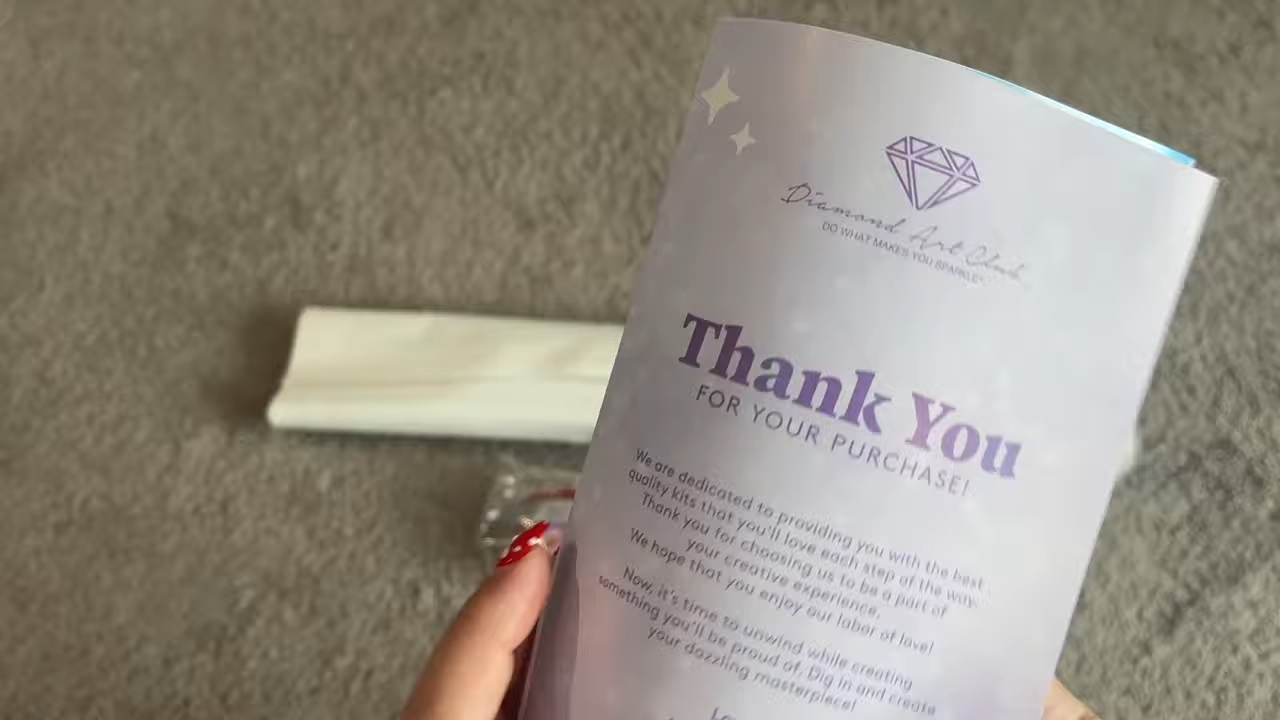 Diamond Art Club
DO WHAT MAKES YOU SPARKLE
Thank You
FOR YOUR PURCHASE!
We are dedicated to providing you with the best
quality kits that you'll love each step of the way.
Thank you for choosing us to be a part of
your creative experience.
We hope that you enjoy our labor of love!
Now, it's time to unwind while creating
something you'll be proud of. Dig in and create
your dazzling masterpiece!